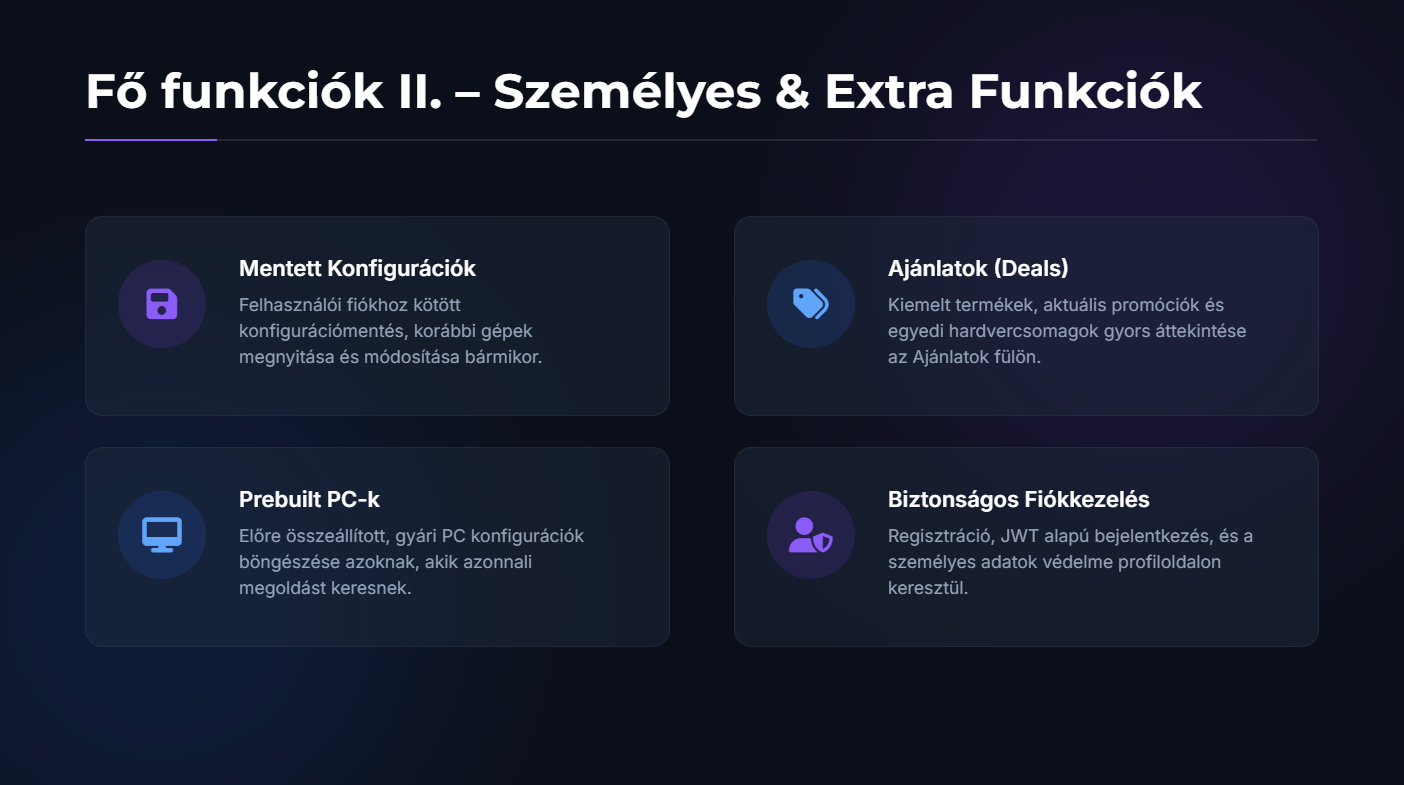 Fő funkciók II. – Személyes & Extra Funkciók
Mentett Konfigurációk
Felhasználói fiókhoz kötött
konfigurációmentés, korábbi gépek
megnyitása és módosítása bármikor.
Ajánlatok (Deals)
Kiemelt termékek, aktuális promóciók és
egyedi hardvercsomagok gyors áttekintése
az Ajánlatok fülön.
Prebuilt PC-k
Előre összeállított, gyári PC konfigurációk
böngészése azoknak, akik azonnali
megoldást keresnek.
Biztonságos Fiókkezelés
Regisztráció, JWT alapú bejelentkezés, és a
személyes adatok védelme profiloldalon
keresztül.